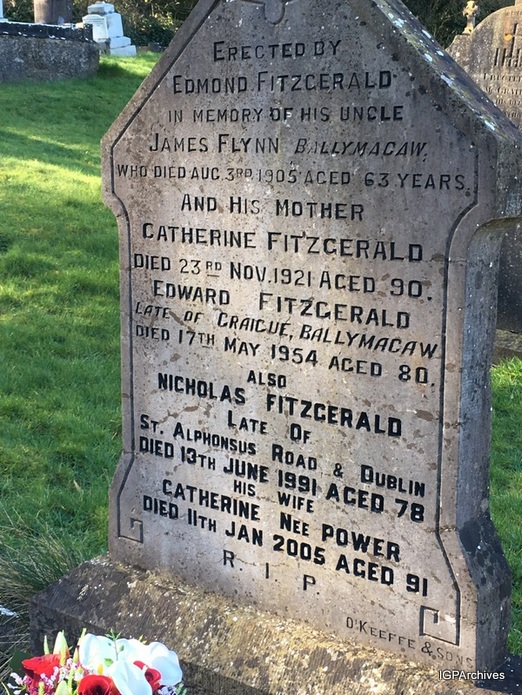 ERECTED BY
EDMOND FITZGERALD
IN MEMORY OF HIS UNCLE
JAMES FLYNN BALLYMACAW,
WHO DIED AUG 3RD 1905 AGED 63 YEARS.
AND HIS MOTHER
CATHERINE FITZGERALD
DIED 23RD NOV. 1921 AGED 90.
EDWARD FITZGERALD
LATE OF GRAIGUE, BALLYMACAW
DIED 17TH MAY 1954 AGED 80.
ALSO
NICHOLAS FITZGERALD
LATE OF
ST. ALPHONSUS ROAD & DUBLIN
DIED 13TH JUNE 1991 AGED 78
HIS WIFE
CATHERINE NEE POWER
DIED 11TH JAN 2005 AGED 91
R I P
O'KEEFFE & SONS
IGPArchives